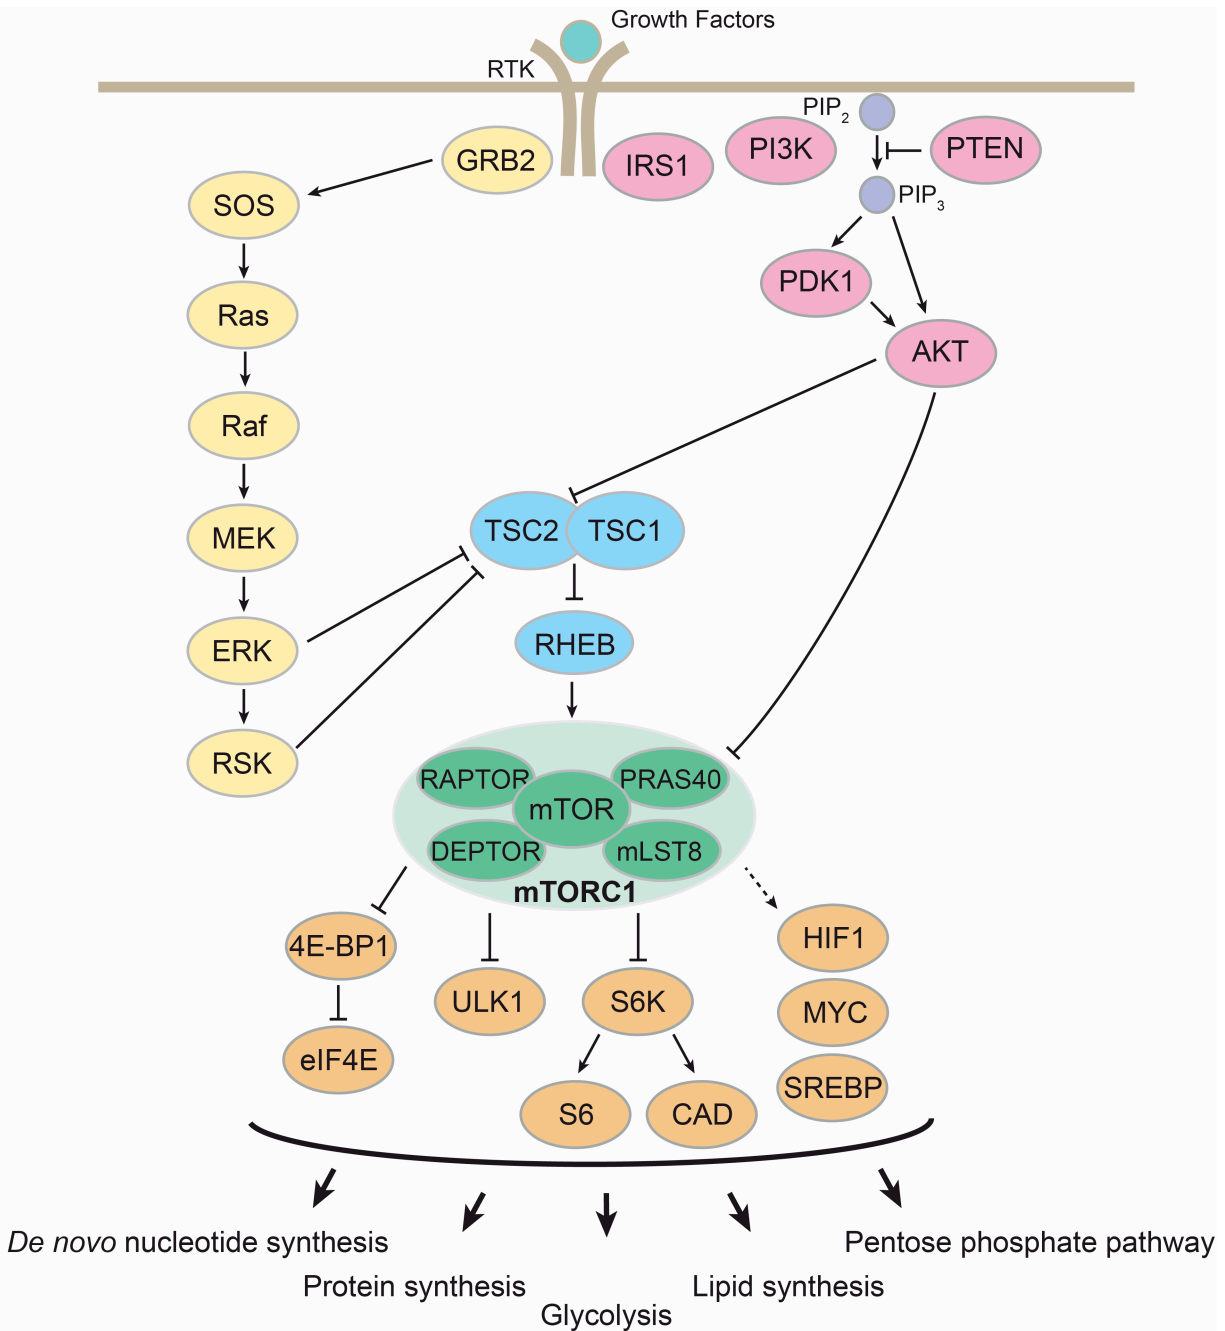 Growth Factors
RTK
PIP2
GRB2
IRS1
PI3K
PTEN
SOS
PIP3
PDK1
Ras
AKT
Raf
TSC2
TSC1
MEK
RHEB
ERK
RSK
RAPTOR
PRAS40
mTOR
DEPTOR
mLST8
mTORC1
4E-BP1
HIF1
ULK1
S6K
MYC
eIF4E
SREBP
S6
CAD
De novo nucleotide synthesis
Pentose phosphate pathway
Protein synthesis
Lipid synthesis
Glycolysis